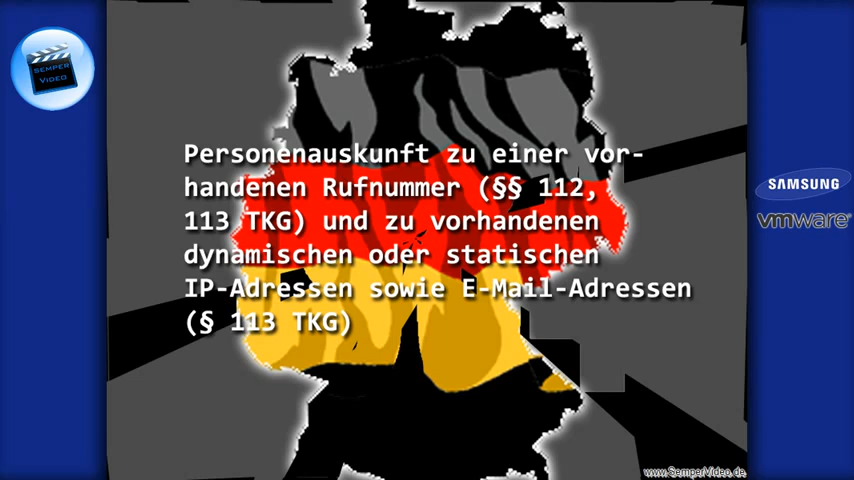 SEMPER
VIDEO
Personenauskunft zu einer vor-
handenen Rufnummer (§§ 112,
113 TKG) und zu vorhandenen
dynamischen oder statischen
IP-Adressen sowie E-Mail-Adressen
(§ 113 TKG)
SAMSUNG
vmware®
www.SemperVideo.de